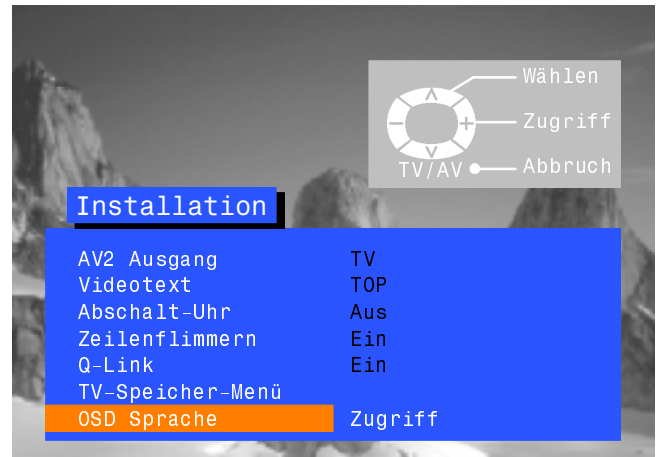 Wählen
Zugriff
TV/AV Abbruch
Installation
AV2 Ausgang TV
Videotext TOP
Abschalt-Uhr Aus
Zeilenflimmern Ein
Q-Link Ein
TV-Speicher-Menü
OSD Sprache Zugriff